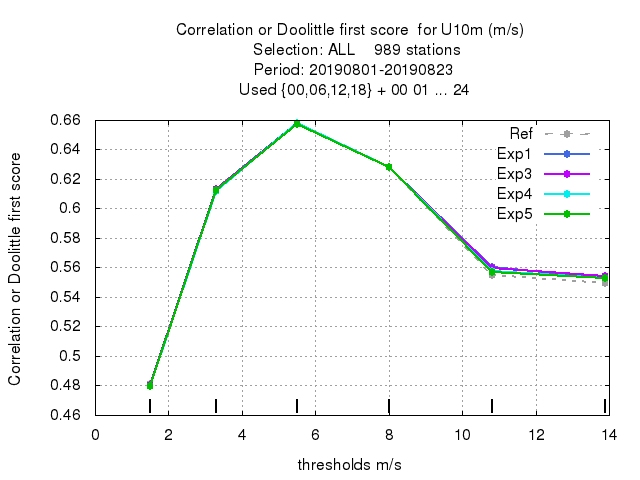 Correlation or Doolittle first score  for U10m (m/s)
Selection: ALL    989 stations
Period: 20190801-20190823
Used {00,06,12,18} + 00 01 ... 24
Correlation or Doolittle first score
0.66
0.64
0.62
0.6
0.58
0.56
0.54
0.52
0.5
0.48
0.46
Ref
Exp1
Exp3
Exp4
Exp5
0 2 4 6 8 10 12 14
thresholds m/s